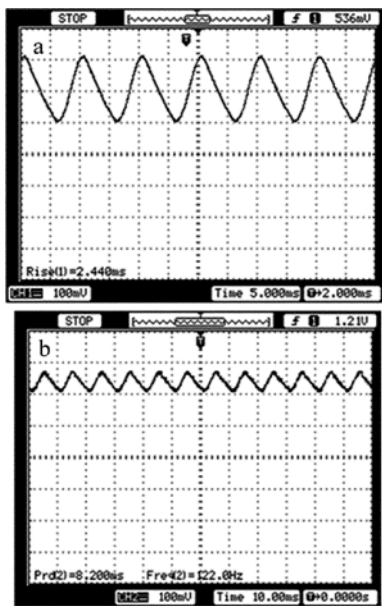 STOP 1 536mV
a
Rise(1)=2.440ms
CH1 100mV Time 5.000ms T→2.000ms
STOP 1.21V
b
Prd(2)=8.200ms Freq(2)=122.0Hz
CH2 100mV Time 10.00ms T→0.0000s